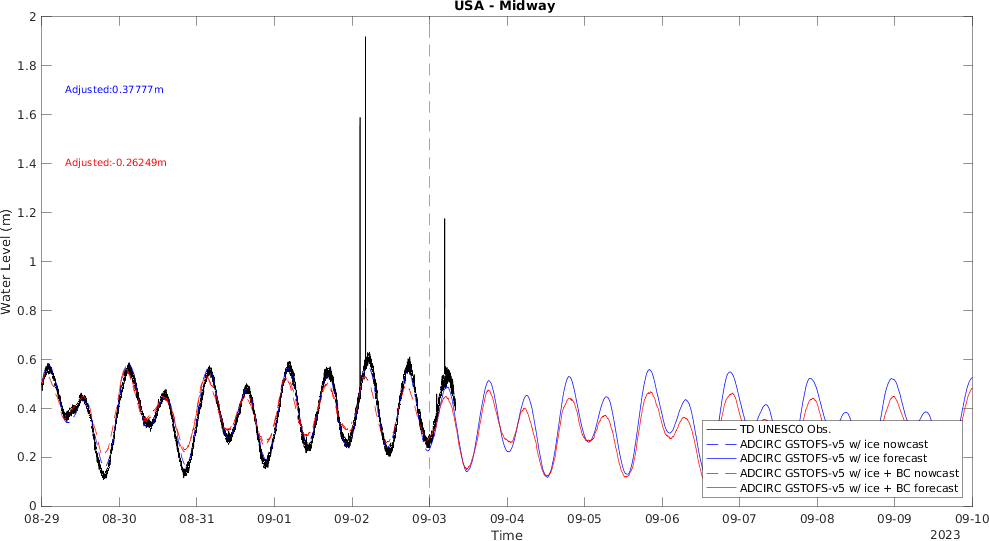 USA - Midway
2
1.8
1.6
1.4
1.2
1
0.8
0.6
0.4
0.2
0
Water Level (m)
Adjusted:0.37777m
Adjusted:-0.26249m
TD UNESCO Obs.
ADCIRC GSTOFS-v5 w/ ice nowcast
ADCIRC GSTOFS-v5 w/ ice forecast
ADCIRC GSTOFS-v5 w/ ice + BC nowcast
ADCIRC GSTOFS-v5 w/ ice + BC forecast
08-29 08-30 08-31 09-01 09-02 09-03 09-04 09-05 09-06 09-07 09-08 09-09 09-10
Time
2023